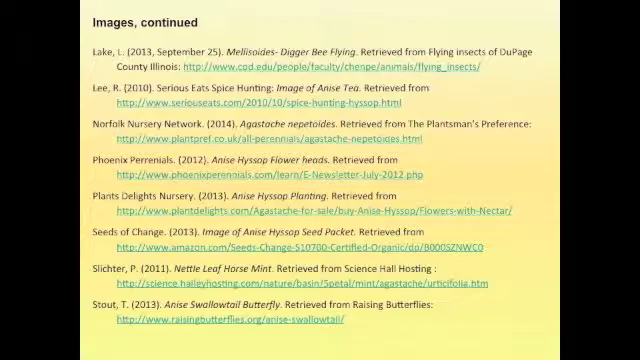 Images, continued
Lake, L. (2013, September 25). Mellisoides- Digger Bee Flying. Retrieved from Flying insects of DuPage
County Illinois: http://www.cod.edu/people/faculty/chenpe/animals/flying_insects/
Lee, R. (2010). Serious Eats Spice Hunting: Image of Anise Tea. Retrieved from
http://www.seriouseats.com/2010/10/spice-hunting-hyssop.html
Norfolk Nursery Network. (2014). Agastache nepetoides. Retrieved from The Plantsman's Preference:
http://www.plantpref.co.uk/all-perennials/agastache-nepetoides.html
Phoenix Perrenials. (2012). Anise Hyssop Flower heads. Retrieved from
http://www.phoenixperennials.com/learn/E-Newsletter-July-2012.php
Plants Delights Nursery. (2013). Anise Hyssop Planting. Retrieved from
http://www.plantdelights.com/Agastache-for-sale/buy-Anise-Hyssop/Flowers-with-Nectar/
Seeds of Change. (2013). Image of Anise Hyssop Seed Packet. Retrieved from
http://www.amazon.com/Seeds-Change-S10700-Certified-Organic/dp/B000SZNWC0
Slichter, P. (2011). Nettle Leaf Horse Mint. Retrieved from Science Hall Hosting :
http://science.haileyhosting.com/nature/basin/5petal/mint/agastache/urticifolia.htm
Stout, T. (2013). Anise Swallowtail Butterfly. Retrieved from Raising Butterflies:
http://www.raisingbutterflies.org/anise-swallowtail/